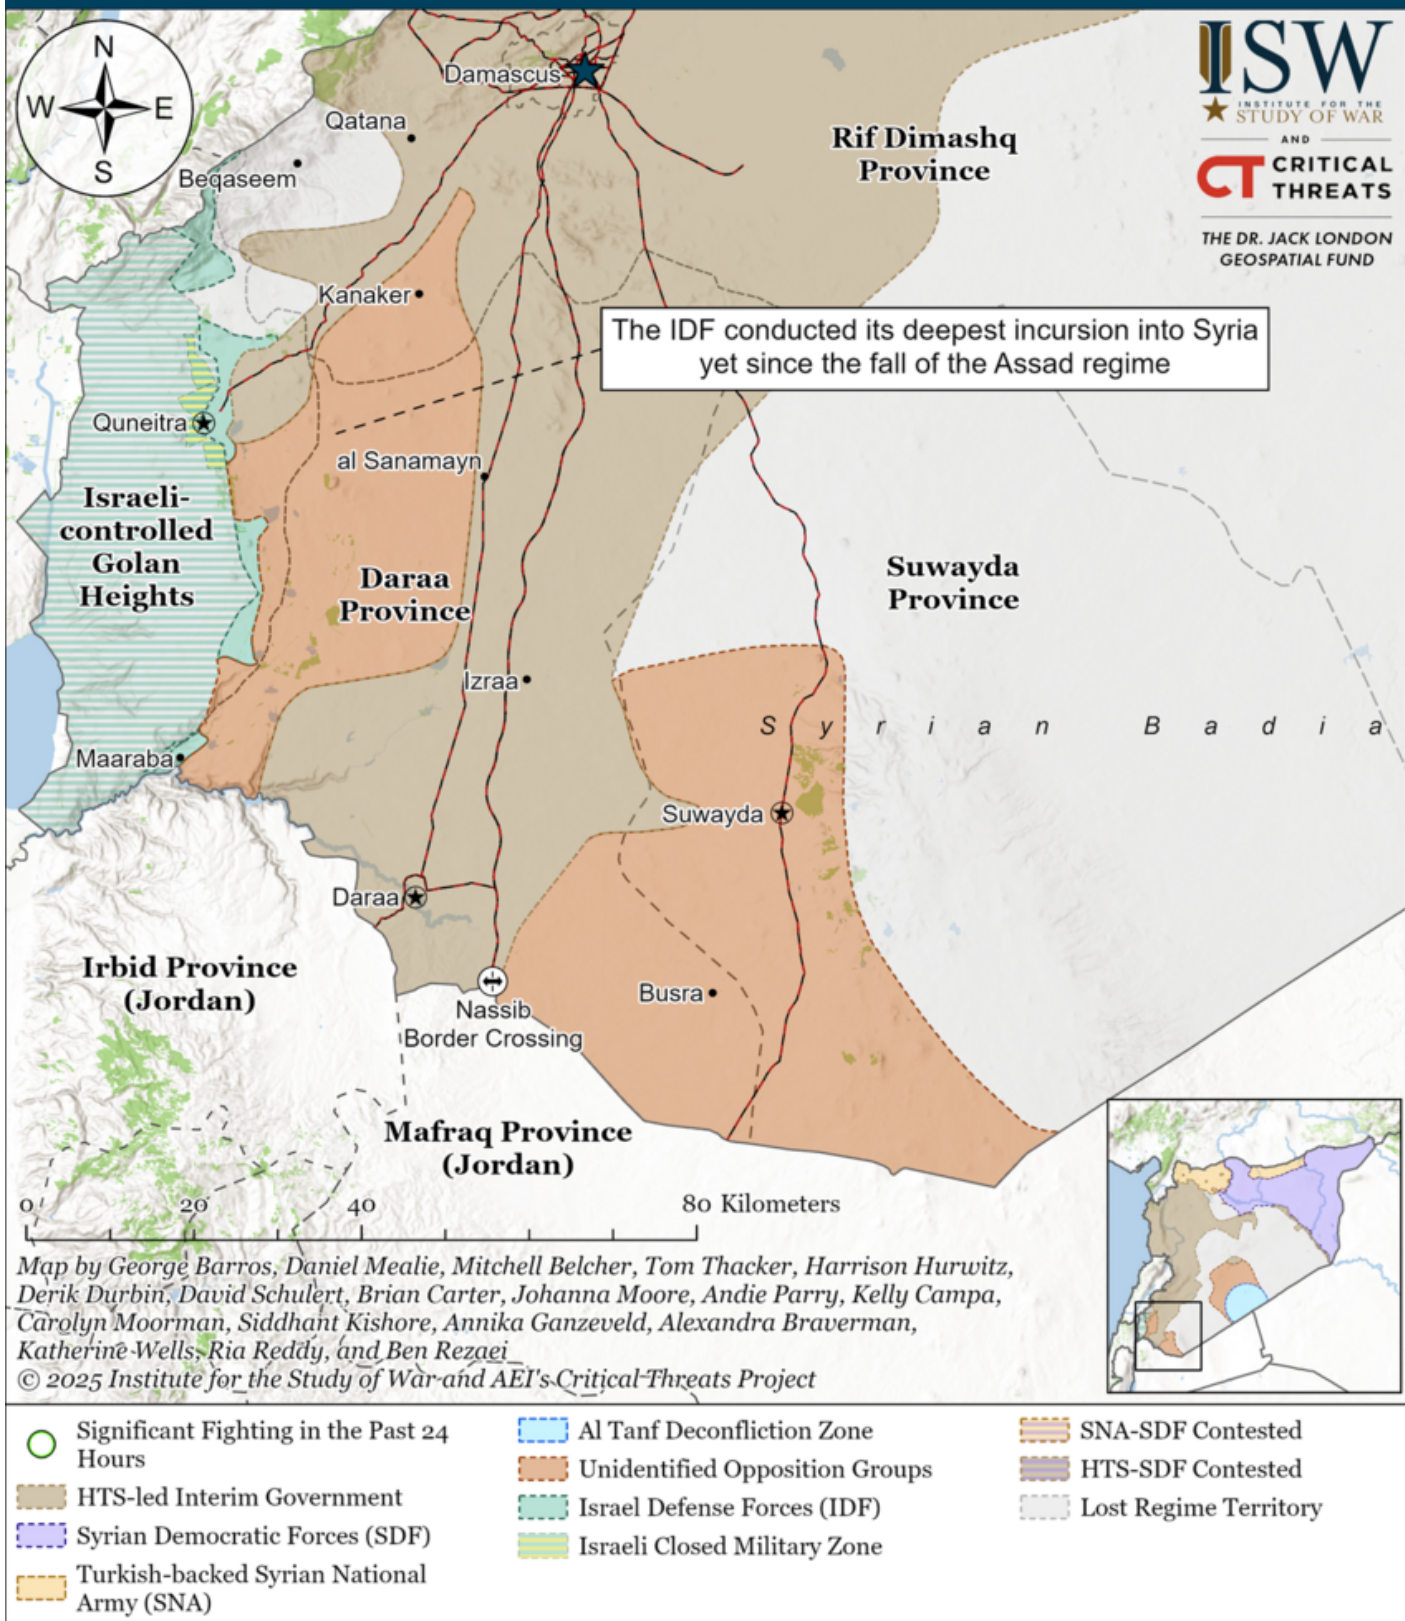 N
W
E
S
ISW
INSTITUTE FOR THE
STUDY OF WAR
AND
CT CRITICAL
THREATS
THE DR. JACK LONDON
GEOSPATIAL FUND
Damascus
Qatana
Beqaseem
Rif Dimashq
Province
Kanaker
The IDF conducted its deepest incursion into Syria
yet since the fall of the Assad regime
Quneitra
al Sanamayn
Israeli-
controlled
Golan
Heights
Daraa
Province
Suwayda
Province
Izraa
Syrian Badia
Maaraba
Suwayda
Daraa
Irbid Province
(Jordan)
Nassib
Border Crossing
Busra
Mafraq Province
(Jordan)
0 20 40 80 Kilometers
Map by George Barros, Daniel Mealie, Mitchell Belcher, Tom Thacker, Harrison Hurwitz,
Derik Durbin, David Schulert, Brian Carter, Johanna Moore, Andie Parry, Kelly Campa,
Carolyn Moorman, Siddhant Kishore, Annika Ganzeveld, Alexandra Braverman,
Katherine Wells, Ria Reddy, and Ben Rezaei
© 2025 Institute for the Study of War and AEI's Critical Threats Project
Significant Fighting in the Past 24
Hours
HTS-led Interim Government
Syrian Democratic Forces (SDF)
Turkish-backed Syrian National
Army (SNA)
Al Tanf Deconfliction Zone
Unidentified Opposition Groups
Israel Defense Forces (IDF)
Israeli Closed Military Zone
SNA-SDF Contested
HTS-SDF Contested
Lost Regime Territory